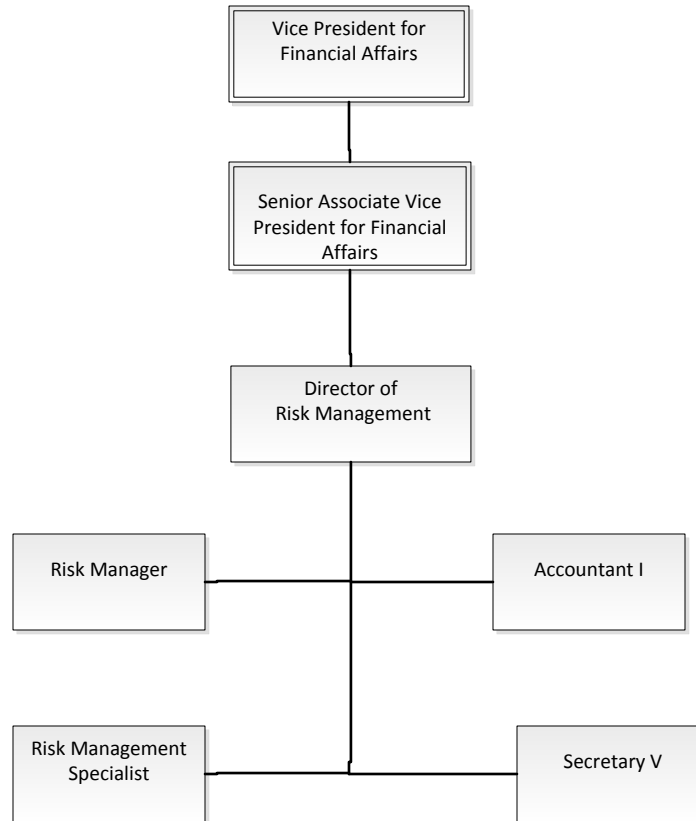 Vice President for
Financial Affairs
Senior Associate Vice
President for Financial
Affairs
Director of
Risk Management
Risk Manager
Accountant I
Risk Management
Specialist
Secretary V